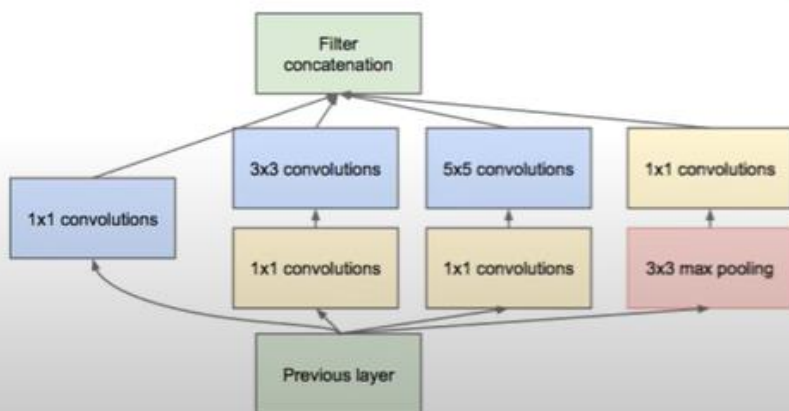 Filter
concatenation
3x3 convolutions
5x5 convolutions
1x1 convolutions
1x1 convolutions
1x1 convolutions
1x1 convolutions
3x3 max pooling
Previous layer